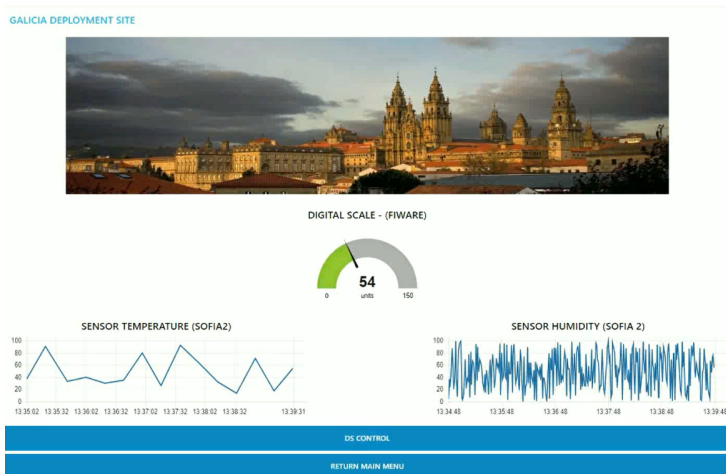 GALICIA DEPLOYMENT SITE
DIGITAL SCALE - (FIWARE)
54
0 units 150
SENSOR TEMPERATURE (SOFIA2)
100
80
60
40
20
0
13:35:02 13:35:32 13:36:02 13:36:32 13:37:02 13:37:32 13:38:02 13:38:32 13:39:31
SENSOR HUMIDITY (SOFIA 2)
100
80
60
40
20
0
13:34:48 13:35:48 13:36:48 13:37:48 13:38:48 13:39:48
DS CONTROL
RETURN MAIN MENU